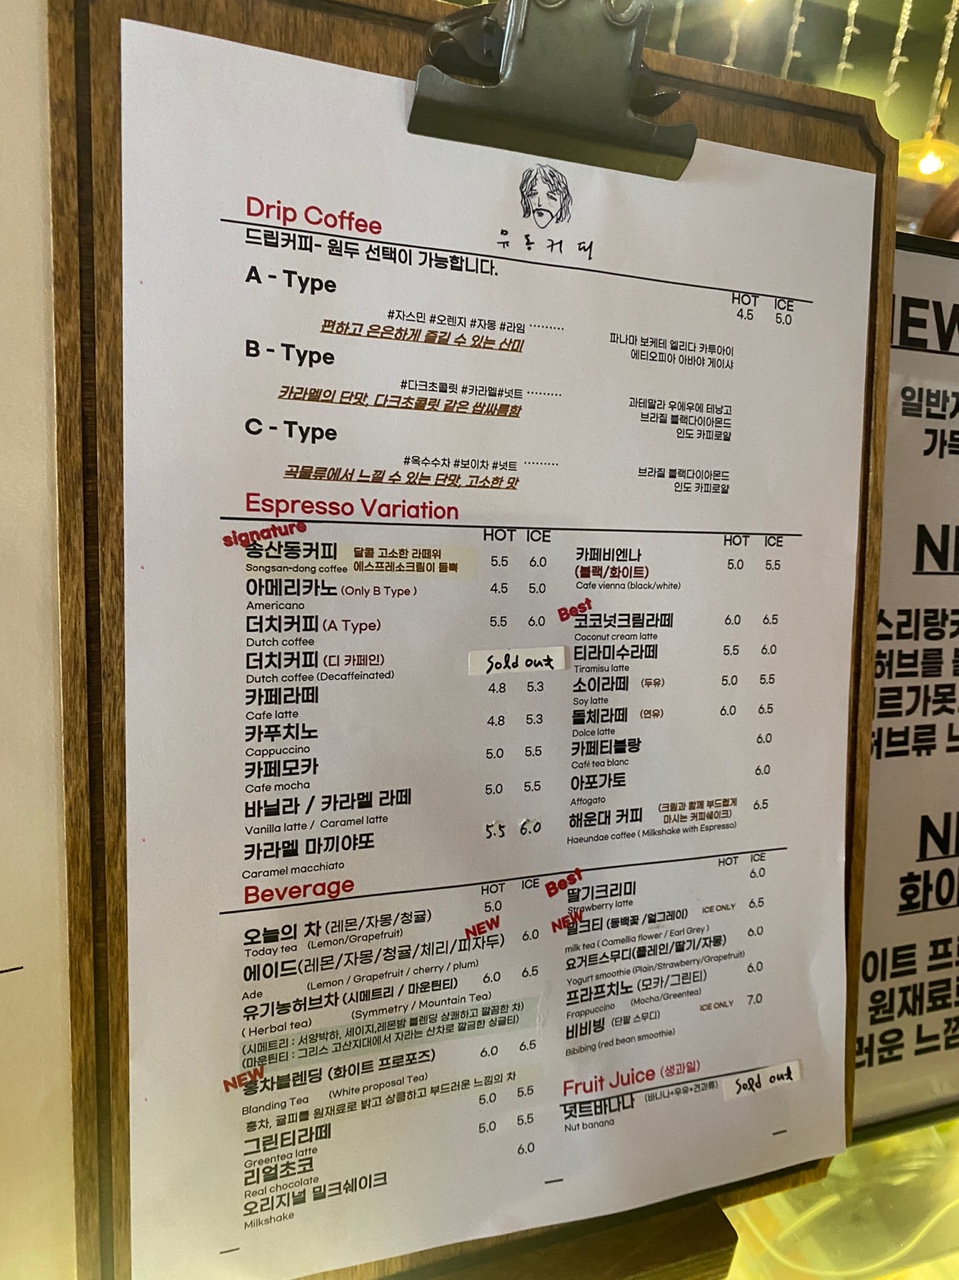 유동커피
Drip Coffee
드립커피- 원두 선택이 가능합니다.
HOT ICE
4.5 5.0
A - Type
#자스민 #오렌지 #자몽 #라임 ·········
편하고 은은하게 즐길 수 있는 산미
파나마 보케테 엘리다 카투아이
에티오피아 아바야 게이샤
B - Type
#다크초콜릿 #카라멜#넛트 ·········
카라멜의 단맛, 다크초콜릿 같은 쌉싸름함
과테말라 우에우에 테낭고
브라질 블랙다이아몬드
인도 카피로얄
C - Type
#옥수수차 #보이차 #넛트 ·········
곡물류에서 느낄 수 있는 단맛, 고소한 맛
브라질 블랙다이아몬드
인도 카피로얄
Espresso Variation
HOT ICE
signature
송산동커피 달콤 고소한 라떼위 5.5 6.0
Songsan-dong coffee 에스프레소크림이 듬뿍
아메리카노 (Only B Type ) 4.5 5.0
Americano
더치커피 (A Type) 5.5 6.0
Dutch coffee
더치커피 (디 카페인) Sold out
Dutch coffee (Decaffeinated)
카페라떼 4.8 5.3
Cafe latte
카푸치노 4.8 5.3
Cappuccino
카페모카 5.0 5.5
Cafe mocha
바닐라 / 카라멜 라떼 5.0 5.5
Vanilla latte / Caramel latte
카라멜 마끼야또 5.5 6.0
Caramel macchiato
HOT ICE
카페비엔나 5.0 5.5
(블랙/화이트)
Cafe vienna (black/white)
Best
코코넛크림라떼 6.0 6.5
Coconut cream latte
티라미수라떼 5.5 6.0
Tiramisu latte
소이라떼 (두유) 5.0 5.5
Soy latte
돌체라떼 (연유) 6.0 6.5
Dolce latte
카페티블랑 6.0
Café tea blanc
아포가토 6.0
Affogato
해운대 커피 (크림과 함께 부드럽게 6.5
마시는 커피쉐이크)
Haeundae coffee ( Milkshake with Espresso)
Beverage
HOT ICE
오늘의 차 (레몬/자몽/청귤) 5.0
Today tea (Lemon/Grapefruit)
NEW
에이드(레몬/자몽/청귤/체리/피자두) 6.0
Ade (Lemon / Grapefruit / cherry / plum)
유기농허브차 (시메트리 / 마운틴티) 6.0 6.5
( Herbal tea) (Symmetry / Mountain Tea)
(시메트리 : 서양박하, 세이지,레몬밤 블렌딩 상쾌하고 깔끔한 차)
(마운틴티 : 그리스 고산지대에서 자라는 산차로 깔끔한 싱글티)
NEW
홍차블렌딩 (화이트 프로포즈) 6.0 6.5
Blanding Tea (White proposal Tea)
홍차, 귤피를 원재료로 밝고 상큼하고 부드러운 느낌의 차
그린티라떼 5.0 5.5
Greentea latte
리얼초코 5.0 5.5
Real chocolate
오리지널 밀크쉐이크 6.0
Milkshake
HOT ICE
Best
딸기크리미 6.0
Strawberry latte
NEW
밀크티 (동백꽃 / 얼그레이) ICE ONLY 6.5
milk tea ( Camellia flower / Earl Grey )
요거트스무디(플레인/딸기/자몽) 6.0
Yogurt smoothie (Plain/Strawberry/Grapefruit)
프라프치노 (모카/그린티) 6.0
Frappuccino (Mocha/Greentea)
비비빙 (단팥 스무디) ICE ONLY 7.0
Bibibing (red bean smoothie)
Fruit Juice (생과일)
넛트바나나 (바나나+우유+견과류) Sold out
Nut banana
일반
가득
화이
이트 프
원재료
러운 느낌